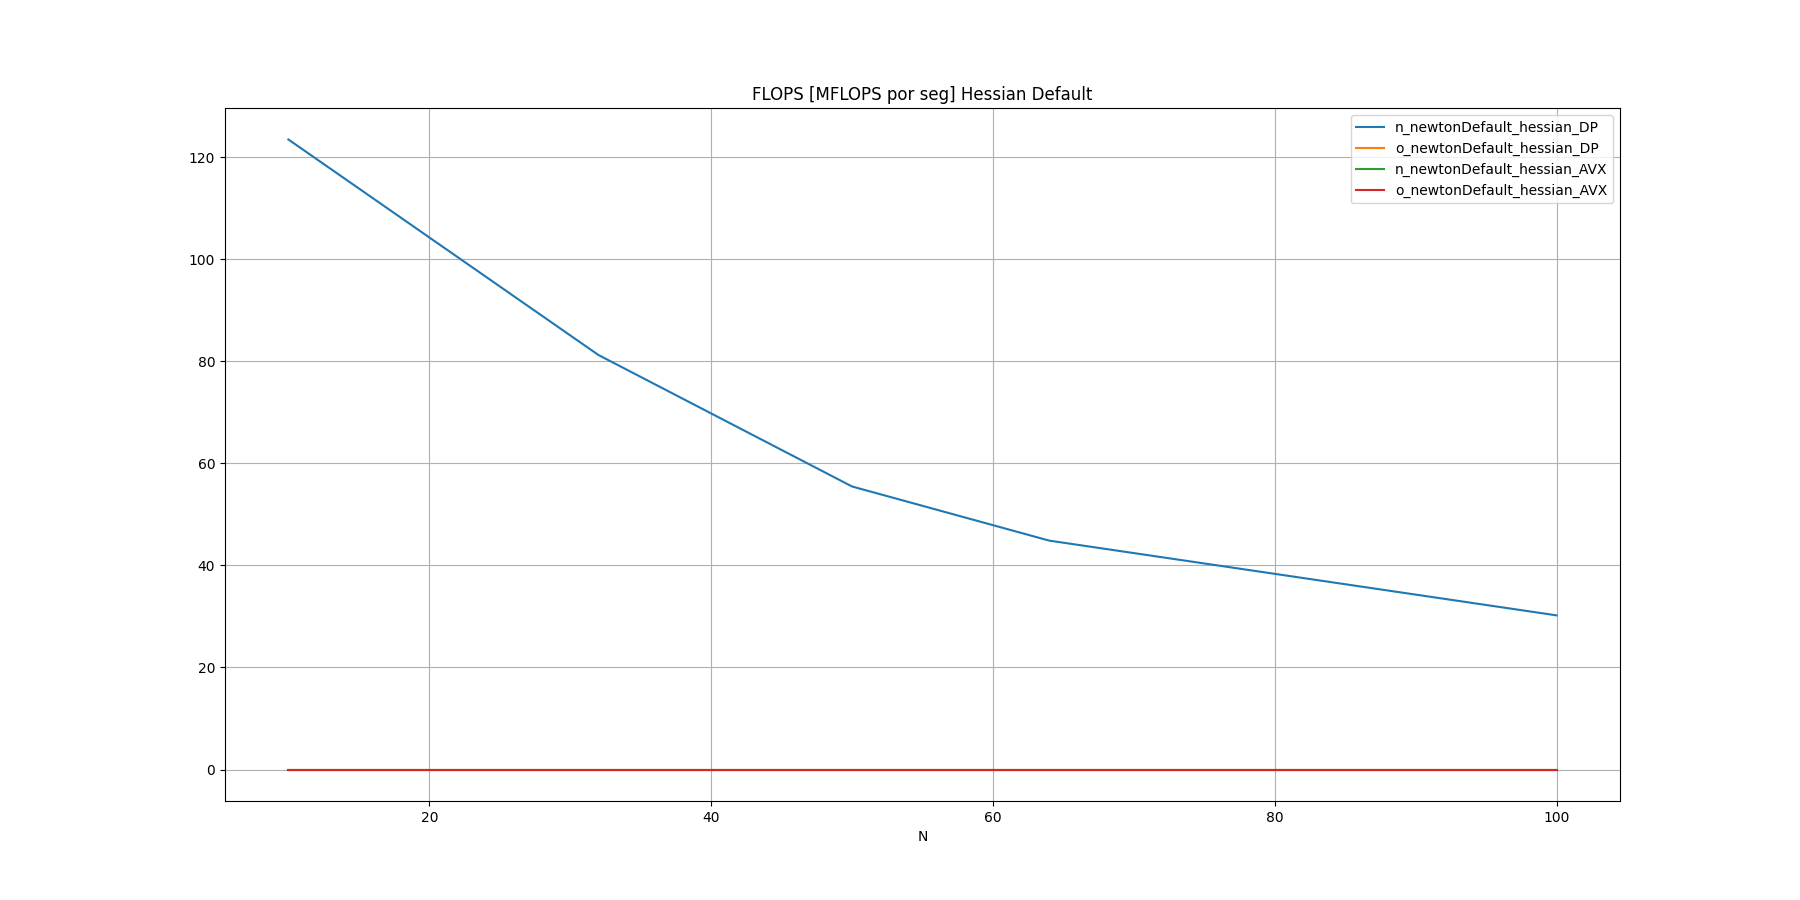 FLOPS [MFLOPS por seg] Hessian Default
n_newtonDefault_hessian_DP
o_newtonDefault_hessian_DP
n_newtonDefault_hessian_AVX
o_newtonDefault_hessian_AVX
120
100
80
60
40
20
0
20 40 60 80 100
N